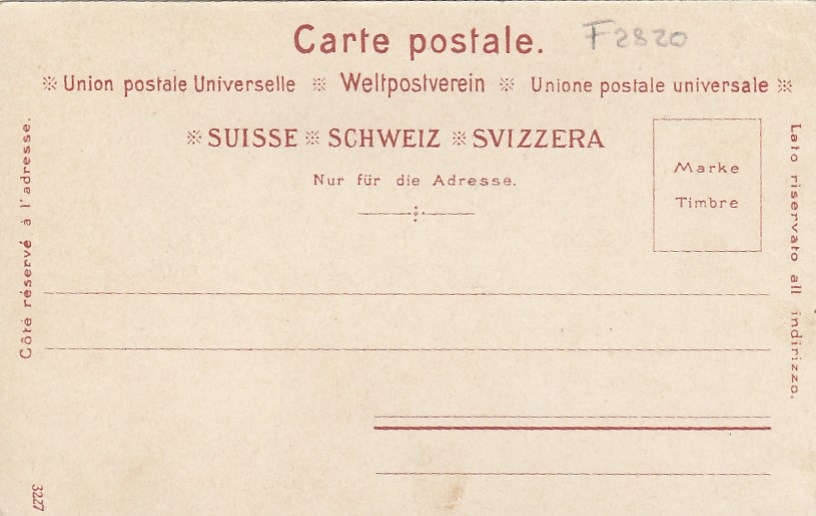 Carte postale.
F2820
※ Union postale Universelle ※ Weltpostverein ※ Unione postale universale ※
※ SUISSE ※ SCHWEIZ ※ SVIZZERA
Nur für die Adresse.
Marke
Timbre
Côté réservé à l'adresse.
Lato riservato all indirizzo.
3227